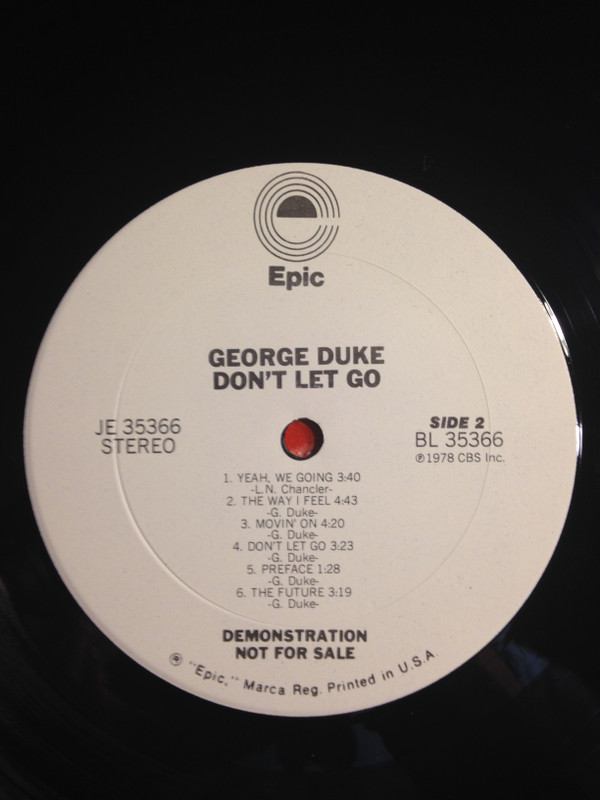 Epic
GEORGE DUKE
DON'T LET GO
JE 35366
STEREO
SIDE 2
BL 35366
℗1978 CBS Inc.
1. YEAH, WE GOING 3:40
-L.N. Chancler-
2. THE WAY I FEEL 4:43
-G. Duke-
3. MOVIN' ON 4:20
-G. Duke-
4. DON'T LET GO 3:23
-G. Duke-
5. PREFACE 1:28
-G. Duke-
6. THE FUTURE 3:19
-G. Duke-
DEMONSTRATION
NOT FOR SALE
® "Epic," Marca Reg. Printed in U.S.A.